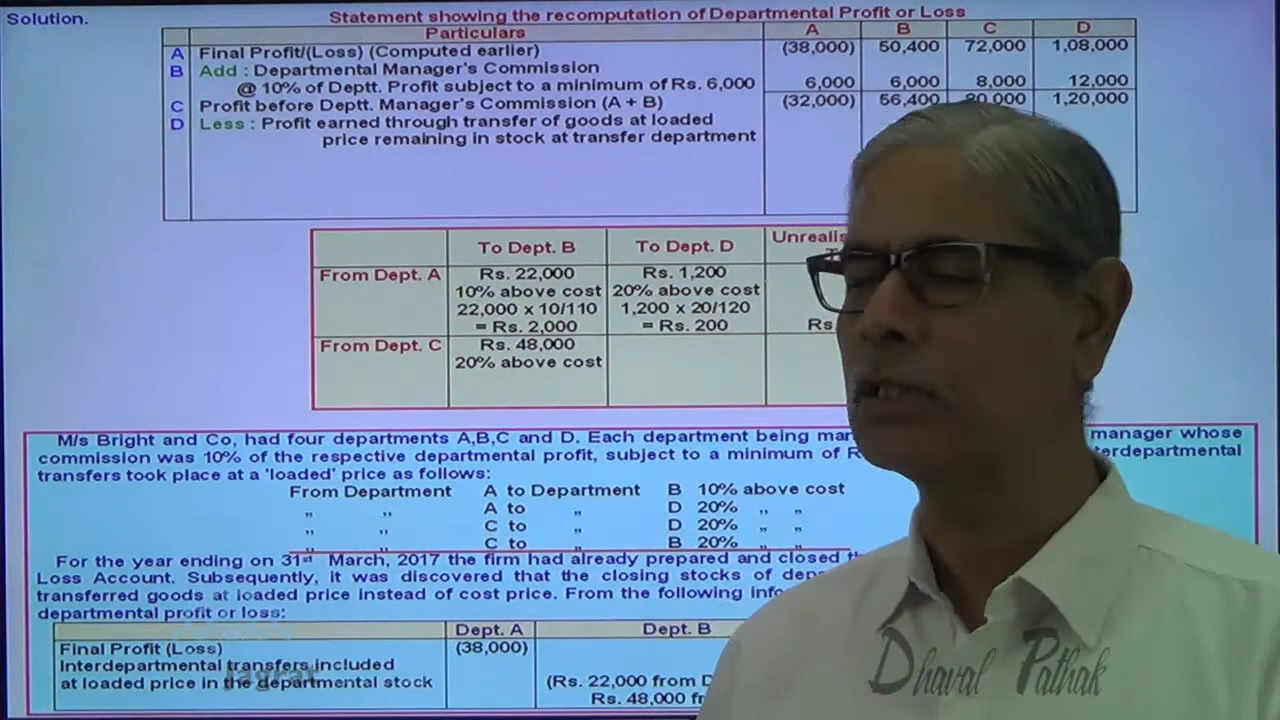 Solution.
Statement showing the recomputation of Departmental Profit or Loss
Particulars A B C D
A Final Profit/(Loss) (Computed earlier) (38,000) 50,400 72,000 1,08,000
B Add : Departmental Manager's Commission
@ 10% of Deptt. Profit subject to a minimum of Rs. 6,000 6,000 6,000 8,000 12,000
C Profit before Deptt. Manager's Commission (A + B) (32,000) 56,400 80,000 1,20,000
D Less : Profit earned through transfer of goods at loaded
price remaining in stock at transfer department
To Dept. B To Dept. D
From Dept. A Rs. 22,000 Rs. 1,200
10% above cost 20% above cost
22,000 x 10/110 1,200 x 20/120
= Rs. 2,000 = Rs. 200 Rs.
From Dept. C Rs. 48,000
20% above cost
M/s Bright and Co, had four departments A,B,C and D. Each department being manager whose
commission was 10% of the respective departmental profit, subject to a minimum of
transfers took place at a 'loaded' price as follows:
From Department A to Department B 10% above cost
„ „ A to „ D 20% „ „
„ „ C to „ D 20% „ „
„ „ C to „ B 20% „ „
For the year ending on 31st March, 2017 the firm had already prepared and closed
Loss Account. Subsequently, it was discovered that the closing stocks of
transferred goods at loaded price instead of cost price. From the following
departmental profit or loss:
Dept. A Dept. B
Final Profit (Loss) (38,000)
Interdepartmental transfers included
at loaded price in the departmental stock (Rs. 22,000 from
Rs. 48,000
Jagrat
Dhaval Pathak